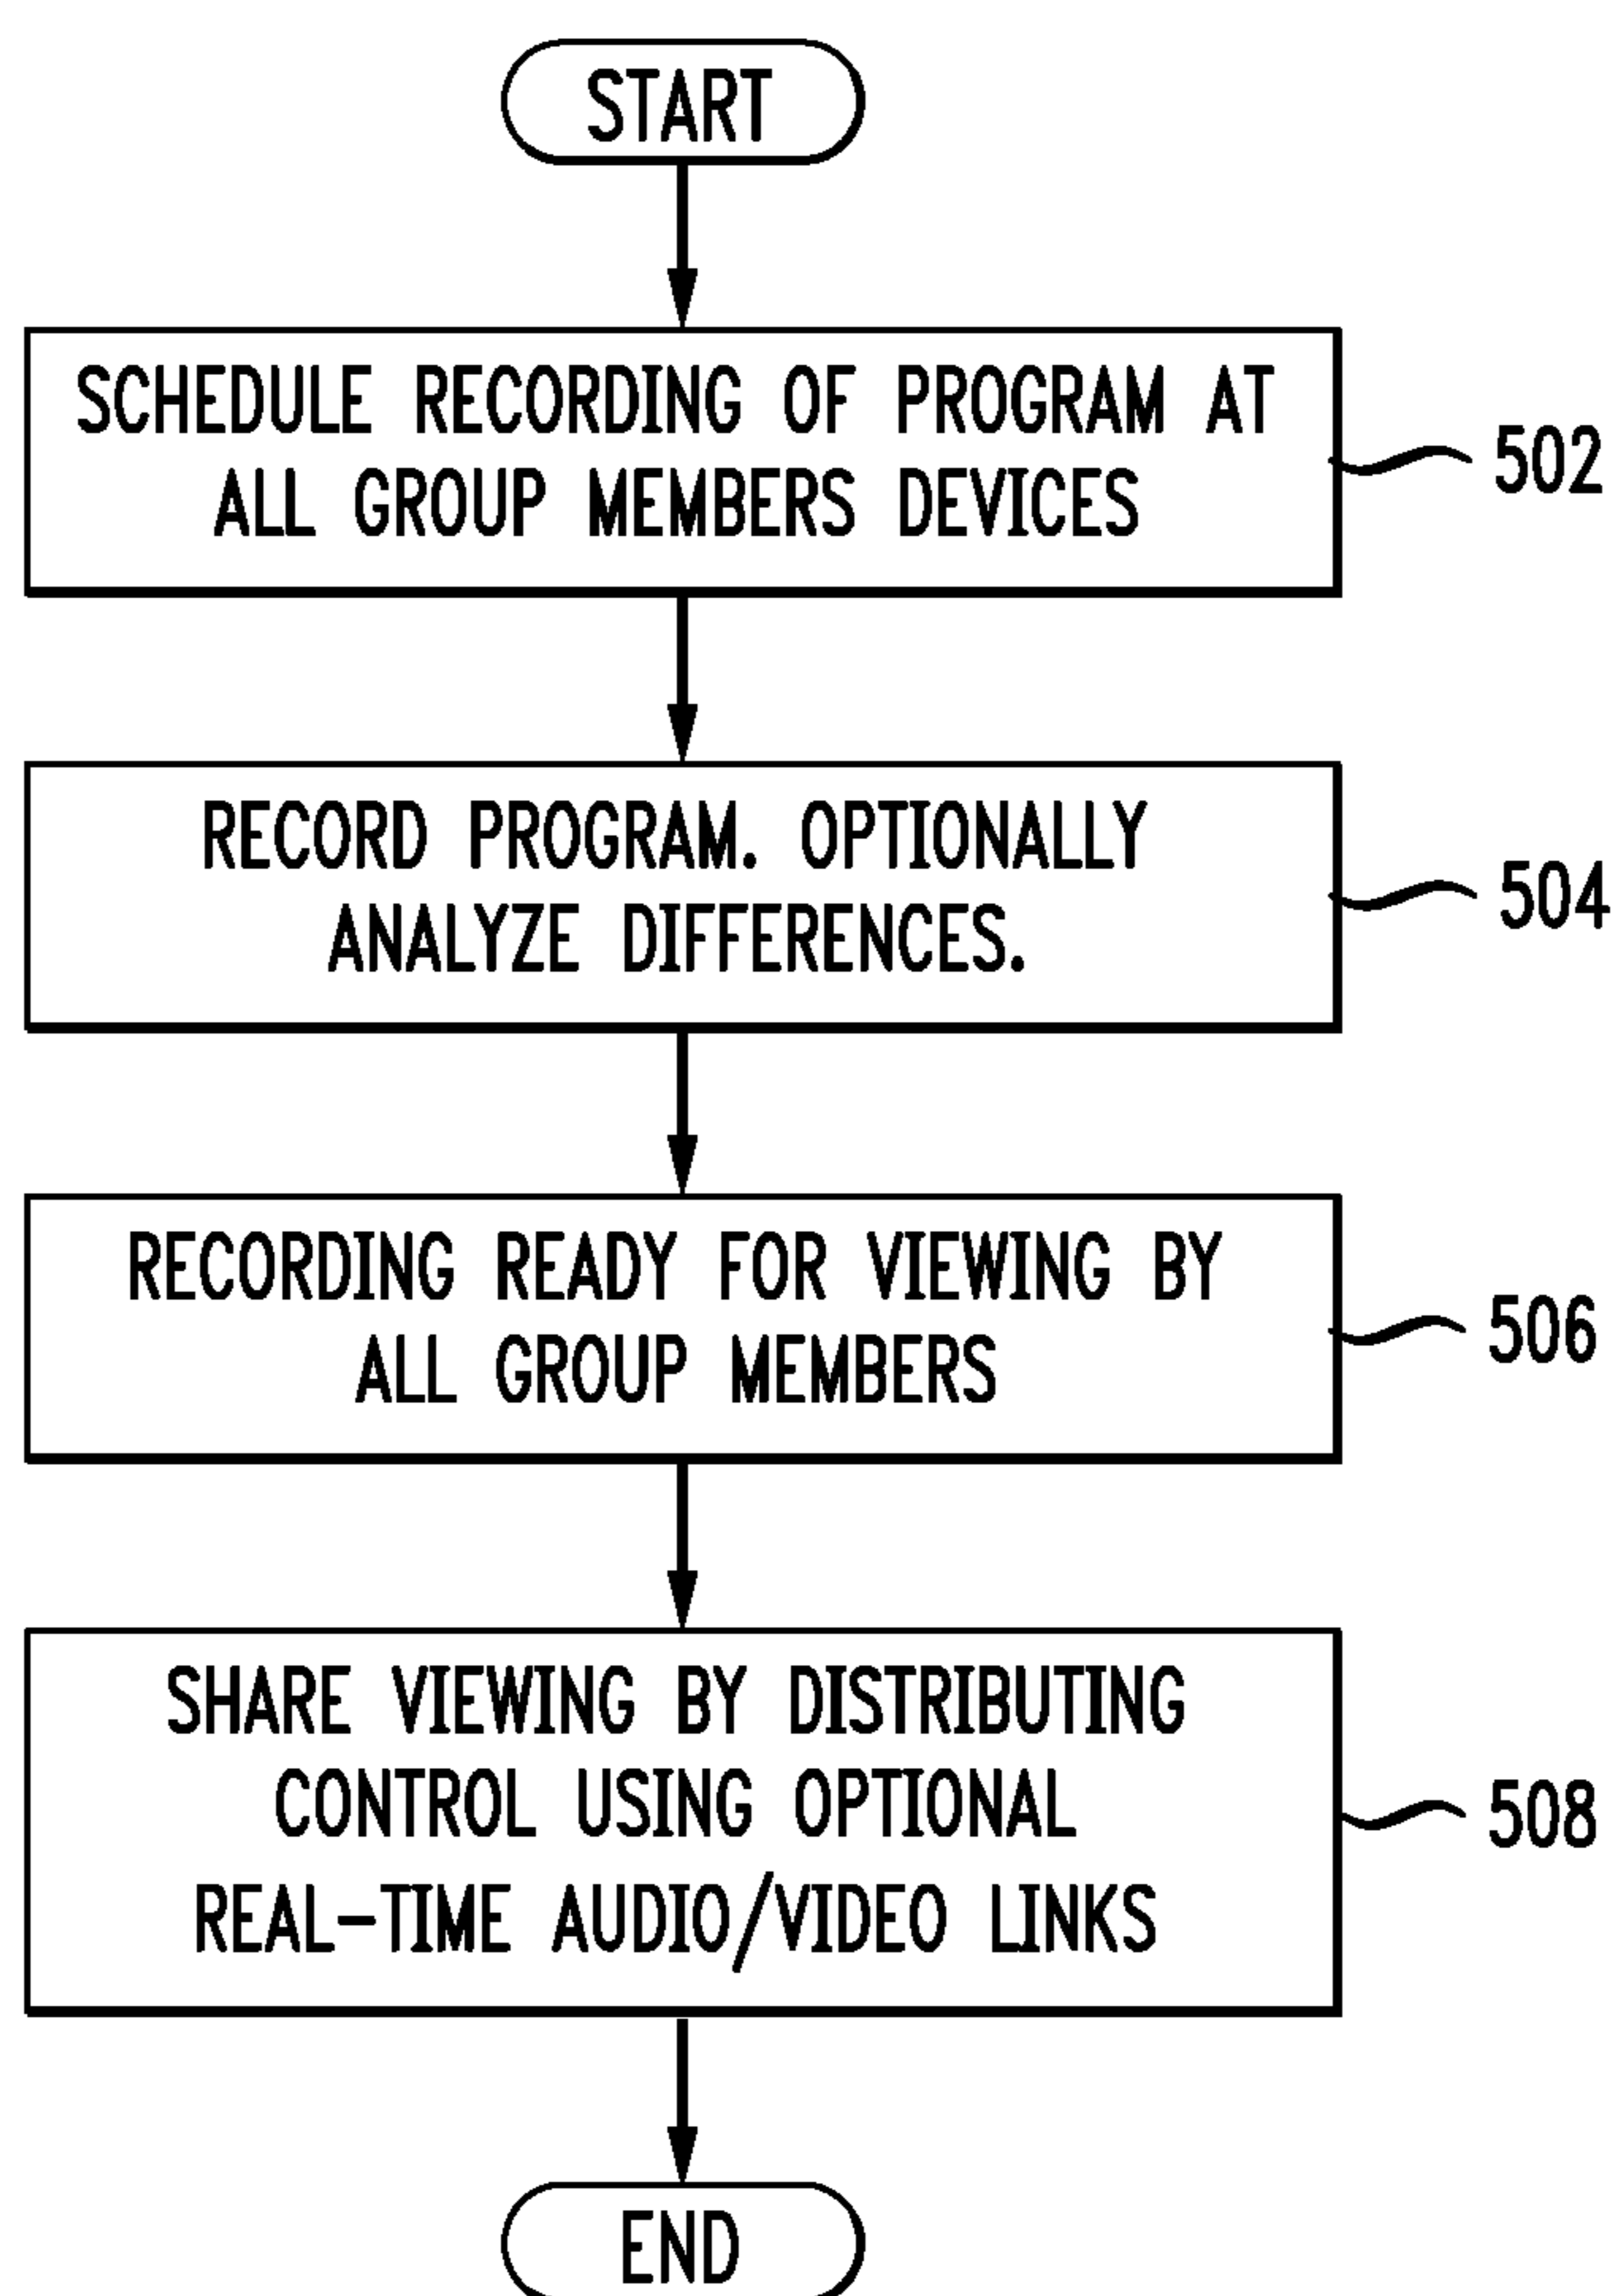 START
SCHEDULE RECORDING OF PROGRAM AT
ALL GROUP MEMBERS DEVICES
502
RECORD PROGRAM. OPTIONALLY
ANALYZE DIFFERENCES.
504
RECORDING READY FOR VIEWING BY
ALL GROUP MEMBERS
506
SHARE VIEWING BY DISTRIBUTING
CONTROL USING OPTIONAL
REAL-TIME AUDIO/VIDEO LINKS
508
END